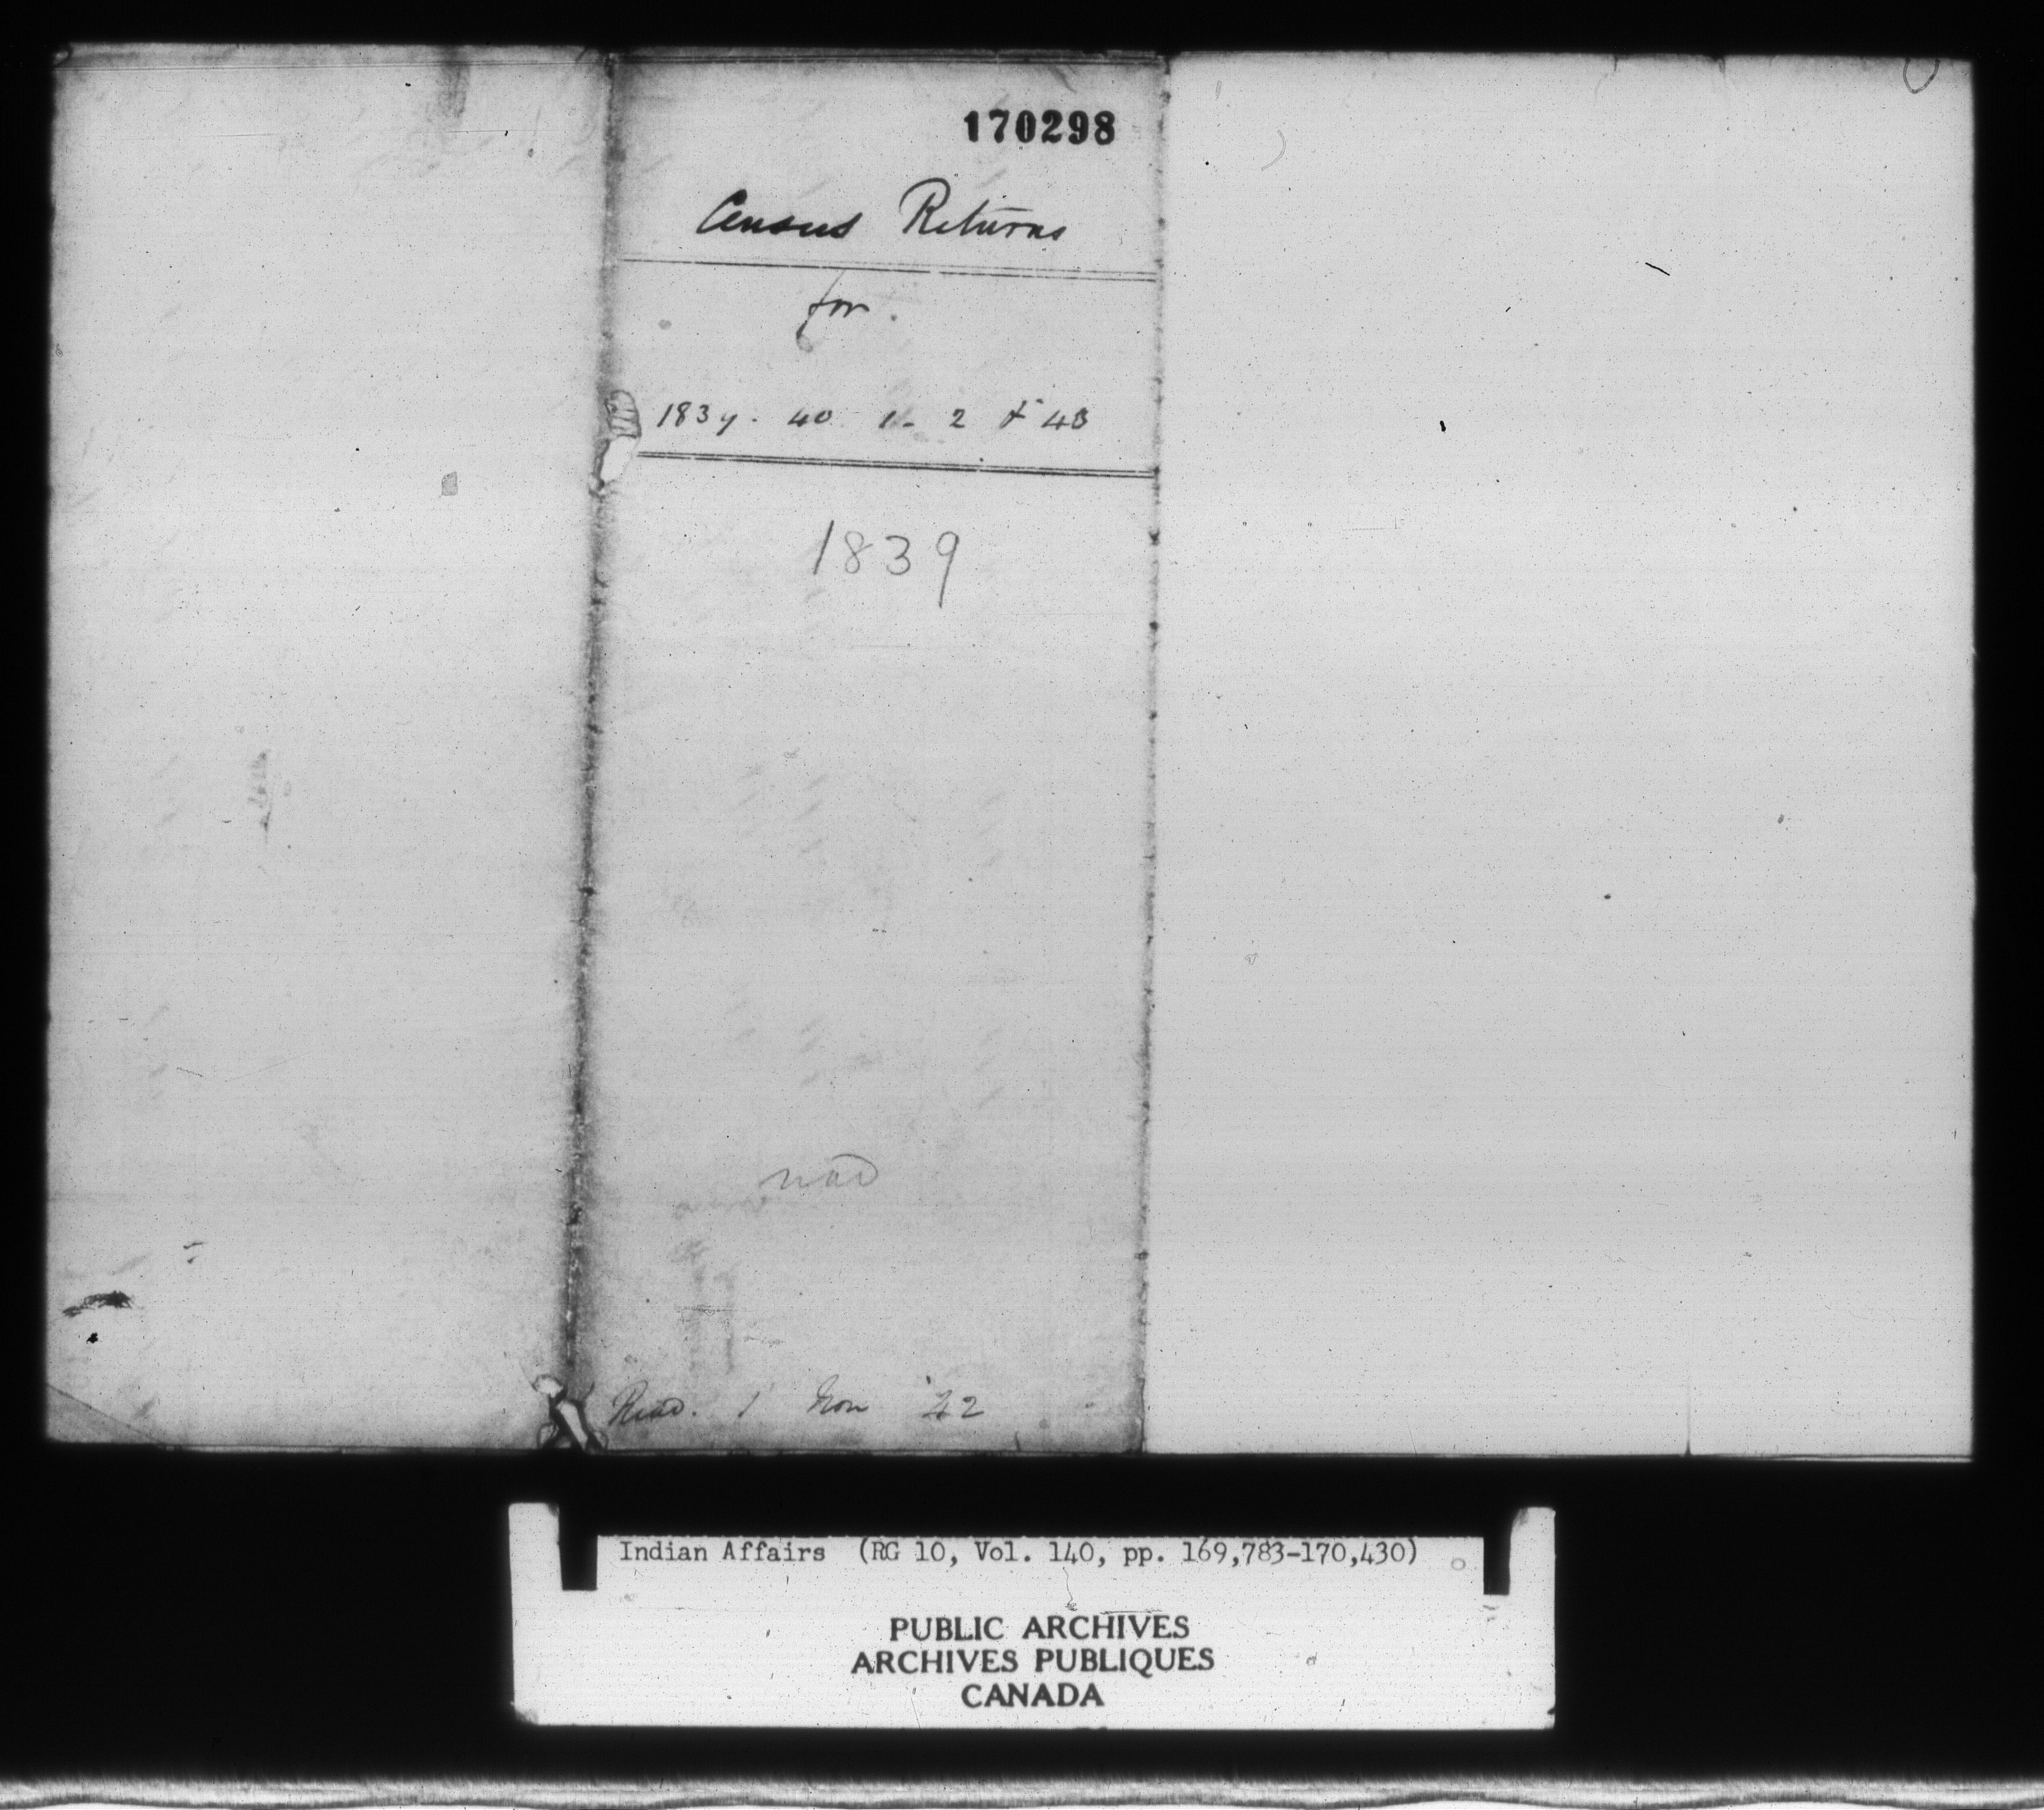 170298
Census Returns
for.
1839. 40 1. 2 & 43
1839
Recd. 1 Nov '42
Indian Affairs (RG 10, Vol. 140, pp. 169,783-170,430)
PUBLIC ARCHIVES
ARCHIVES PUBLIQUES
CANADA